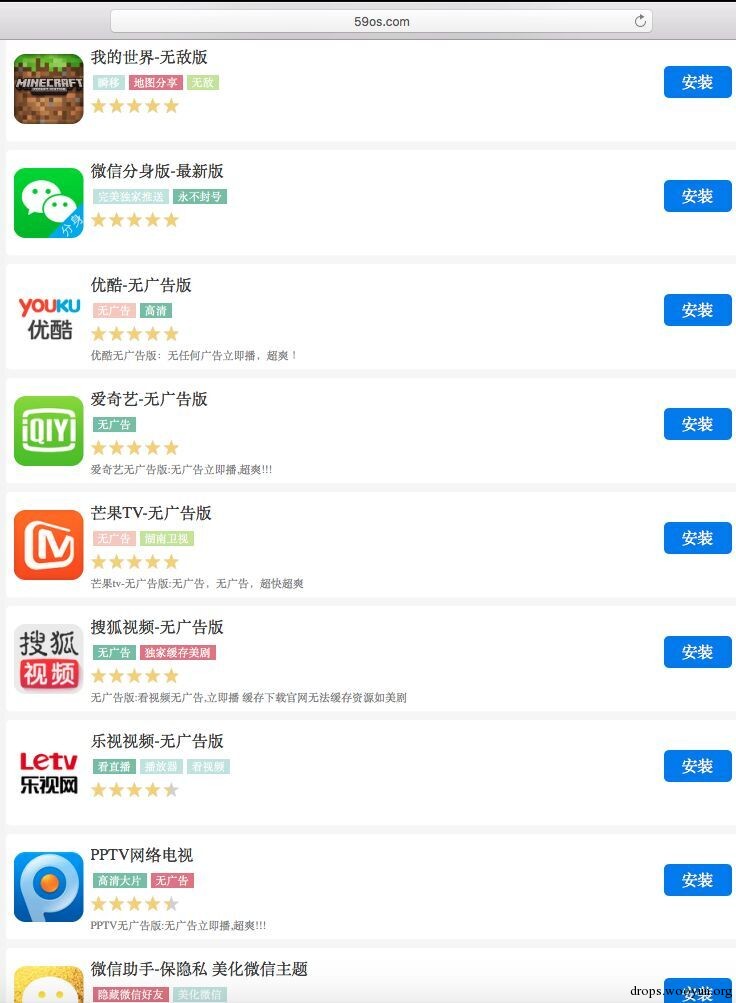 59os.com
我的世界-无敌版
MINECRAFT
瞬移 地图分享 无敌
安装
微信分身版-最新版
完美独家推送 永不封号
分身
安装
优酷-无广告版
YOUKU
优酷
无广告 高清
安装
优酷无广告版：无任何广告立即播，超爽！
爱奇艺-无广告版
iQIYI
无广告
安装
爱奇艺无广告版:无广告立即播,超爽!!!
芒果TV-无广告版
无广告 湖南卫视
安装
芒果tv-无广告版:无广告，无广告，超快超爽
搜狐视频-无广告版
搜狐
视频
无广告 独家缓存美剧
安装
无广告版:看视频无广告,立即播 缓存下载官网无法缓存资源如美剧
乐视视频-无广告版
Letv
乐视网
看直播 播放器 看视频
安装
PPTV网络电视
高清大片 无广告
安装
PPTV无广告版:无广告立即播,超爽!!!
微信助手-保隐私 美化微信主题
隐藏微信好友 美化微信
安装
drops.wooyun.org